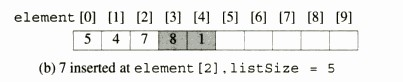 element [0] [1] [2] [3] [4] [5] [6] [7] [8] [9]
5 4 7 8 1
(b) 7 inserted at element[2], listSize = 5